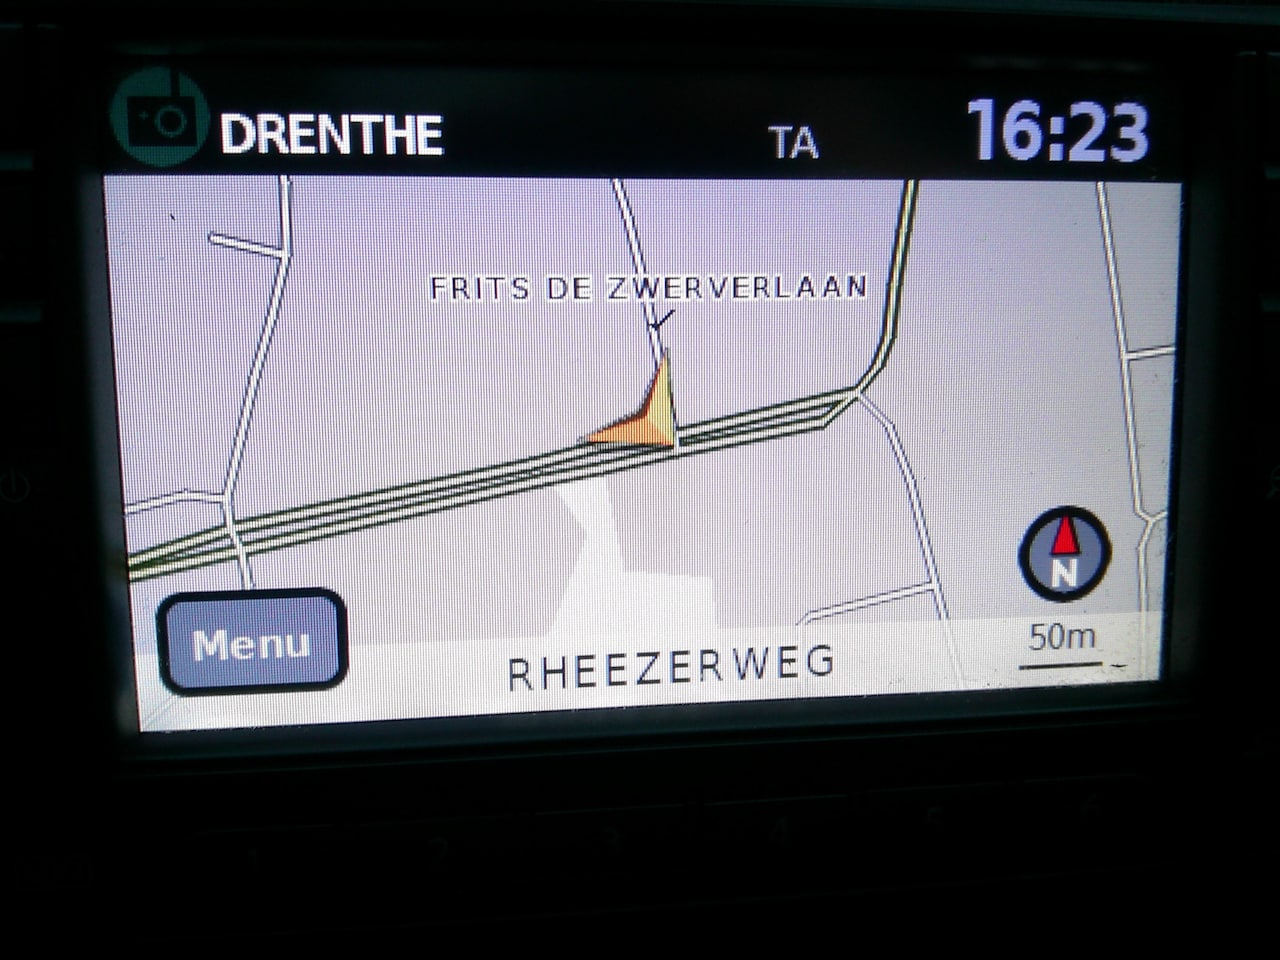 DRENTHE TA 16:23
FRITS DE ZWERVERLAAN
N
50m
Menu
RHEEZERWEG